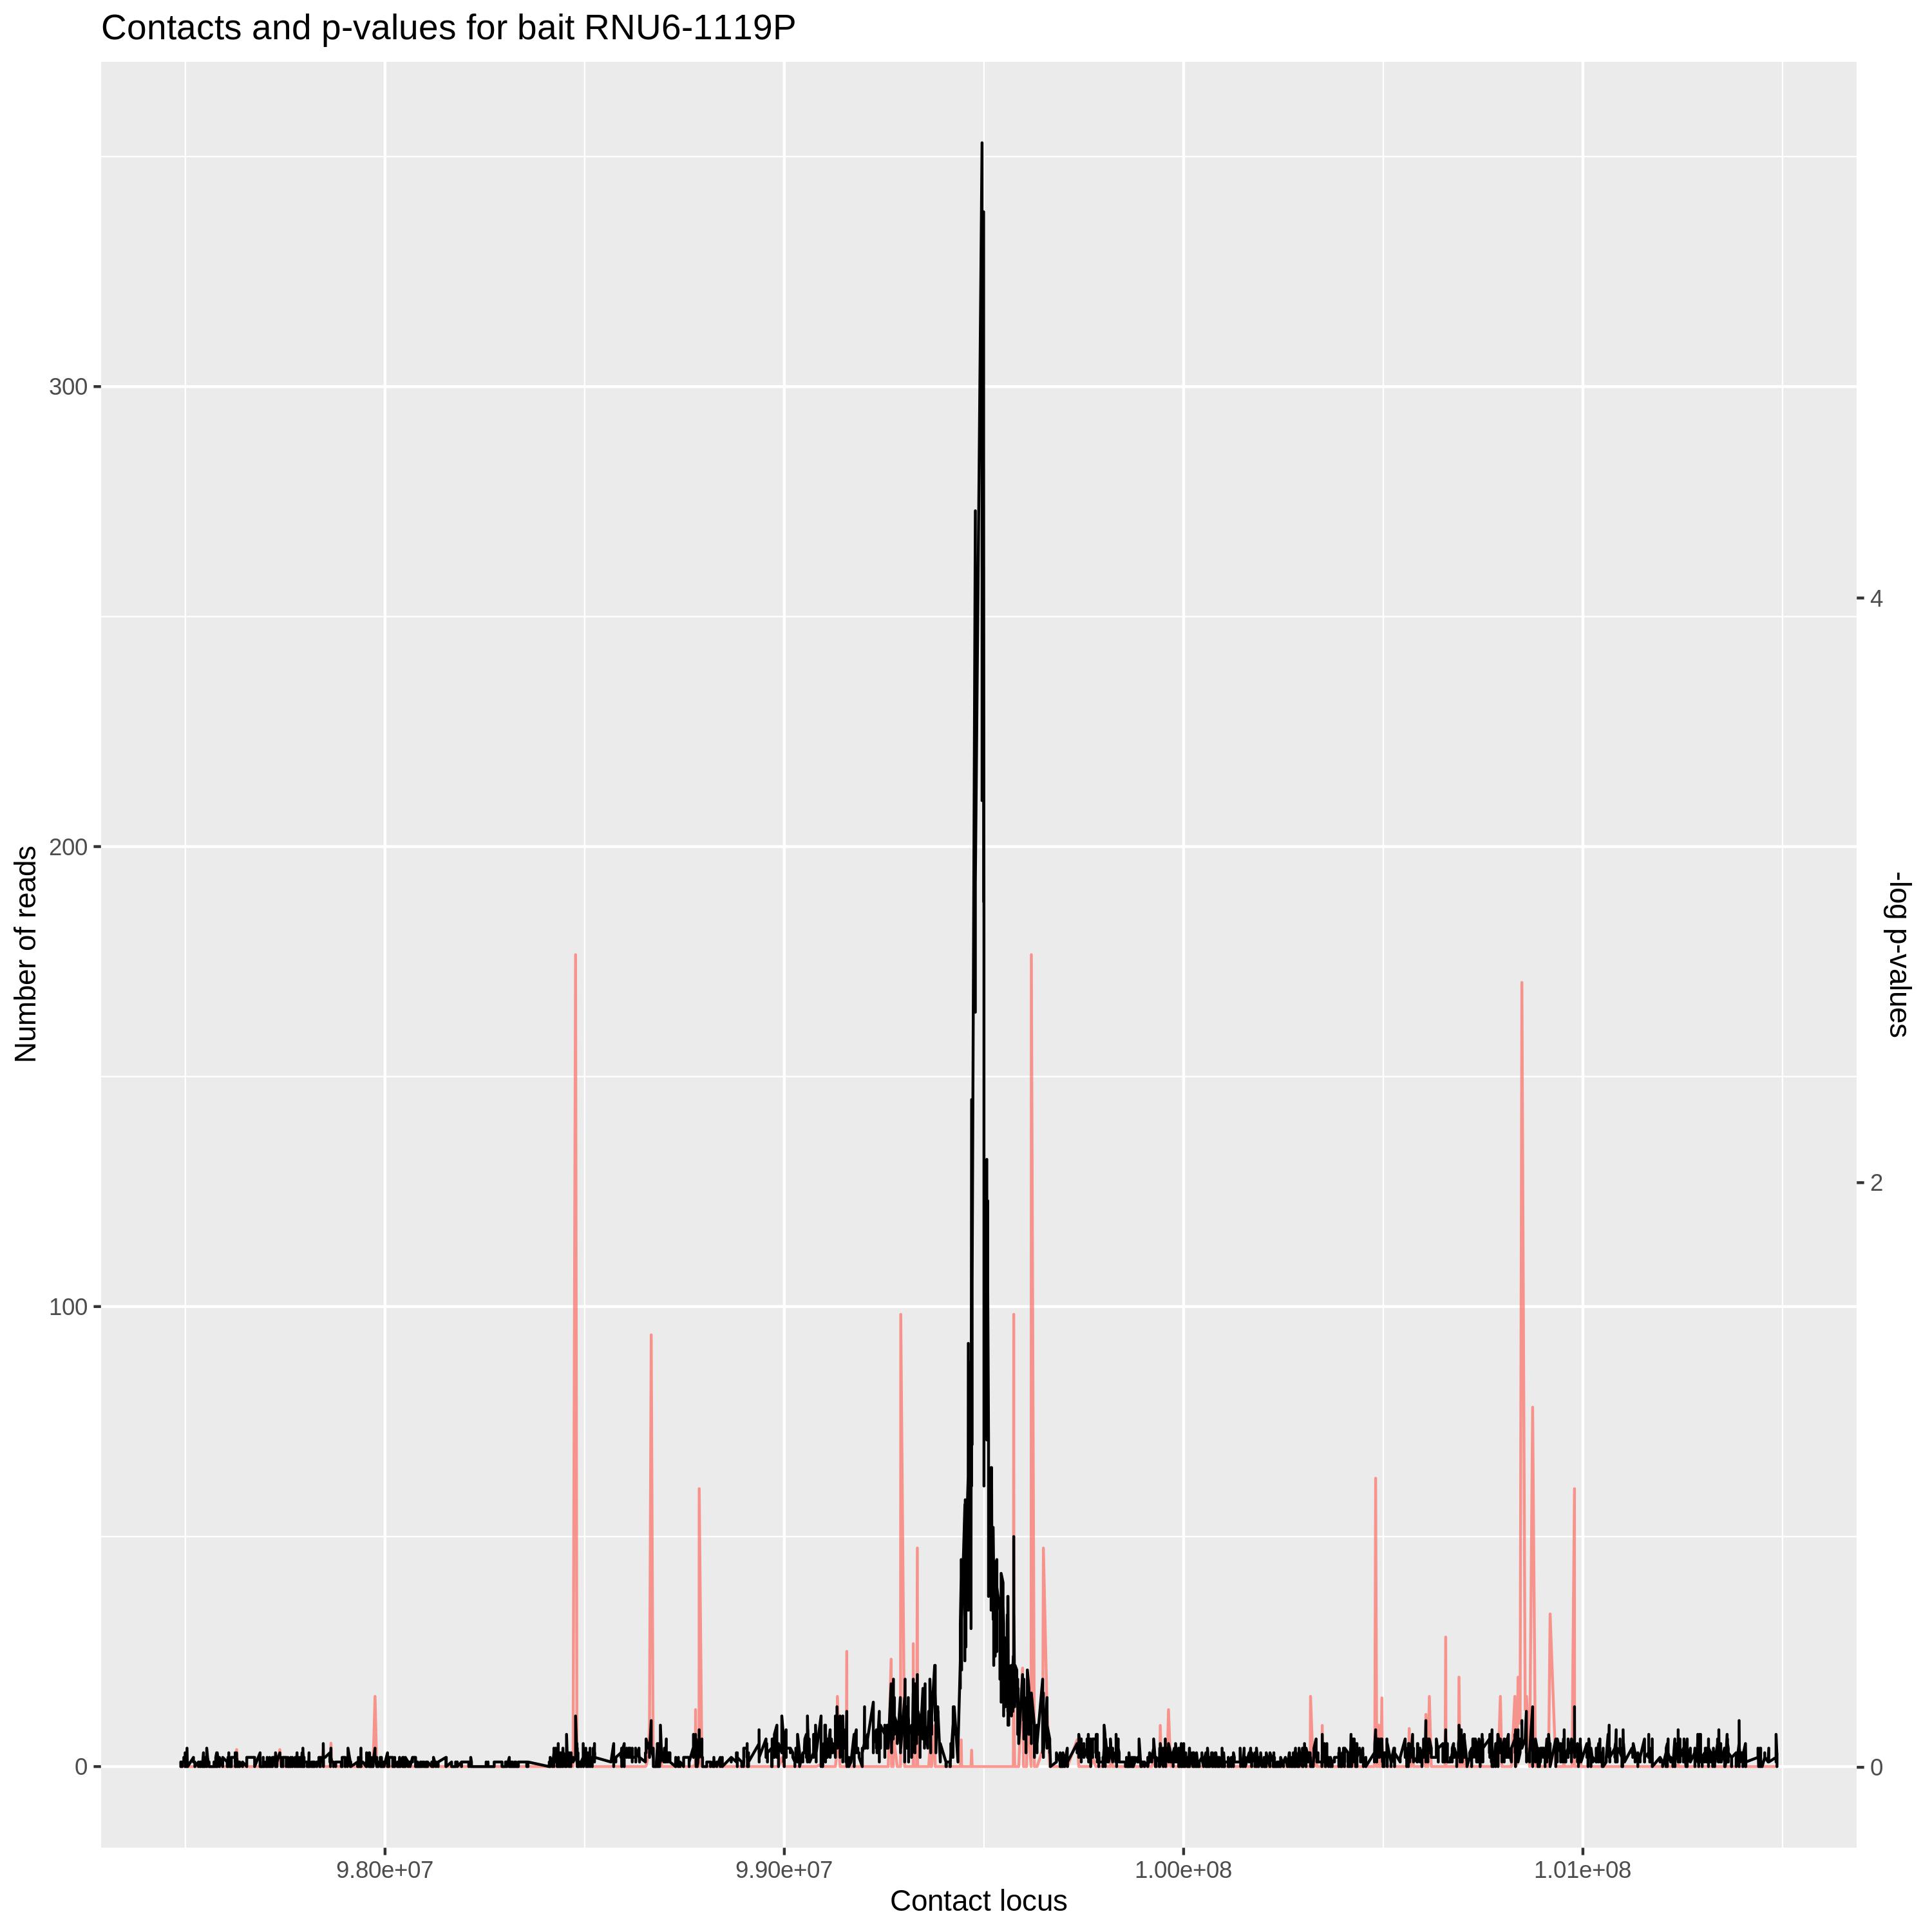 Contacts and p-values for bait RNU6-1119P
Number of reads
300
200
100
0
4
2
0
-log p-values
9.80e+07
9.90e+07
1.00e+08
1.01e+08
Contact locus